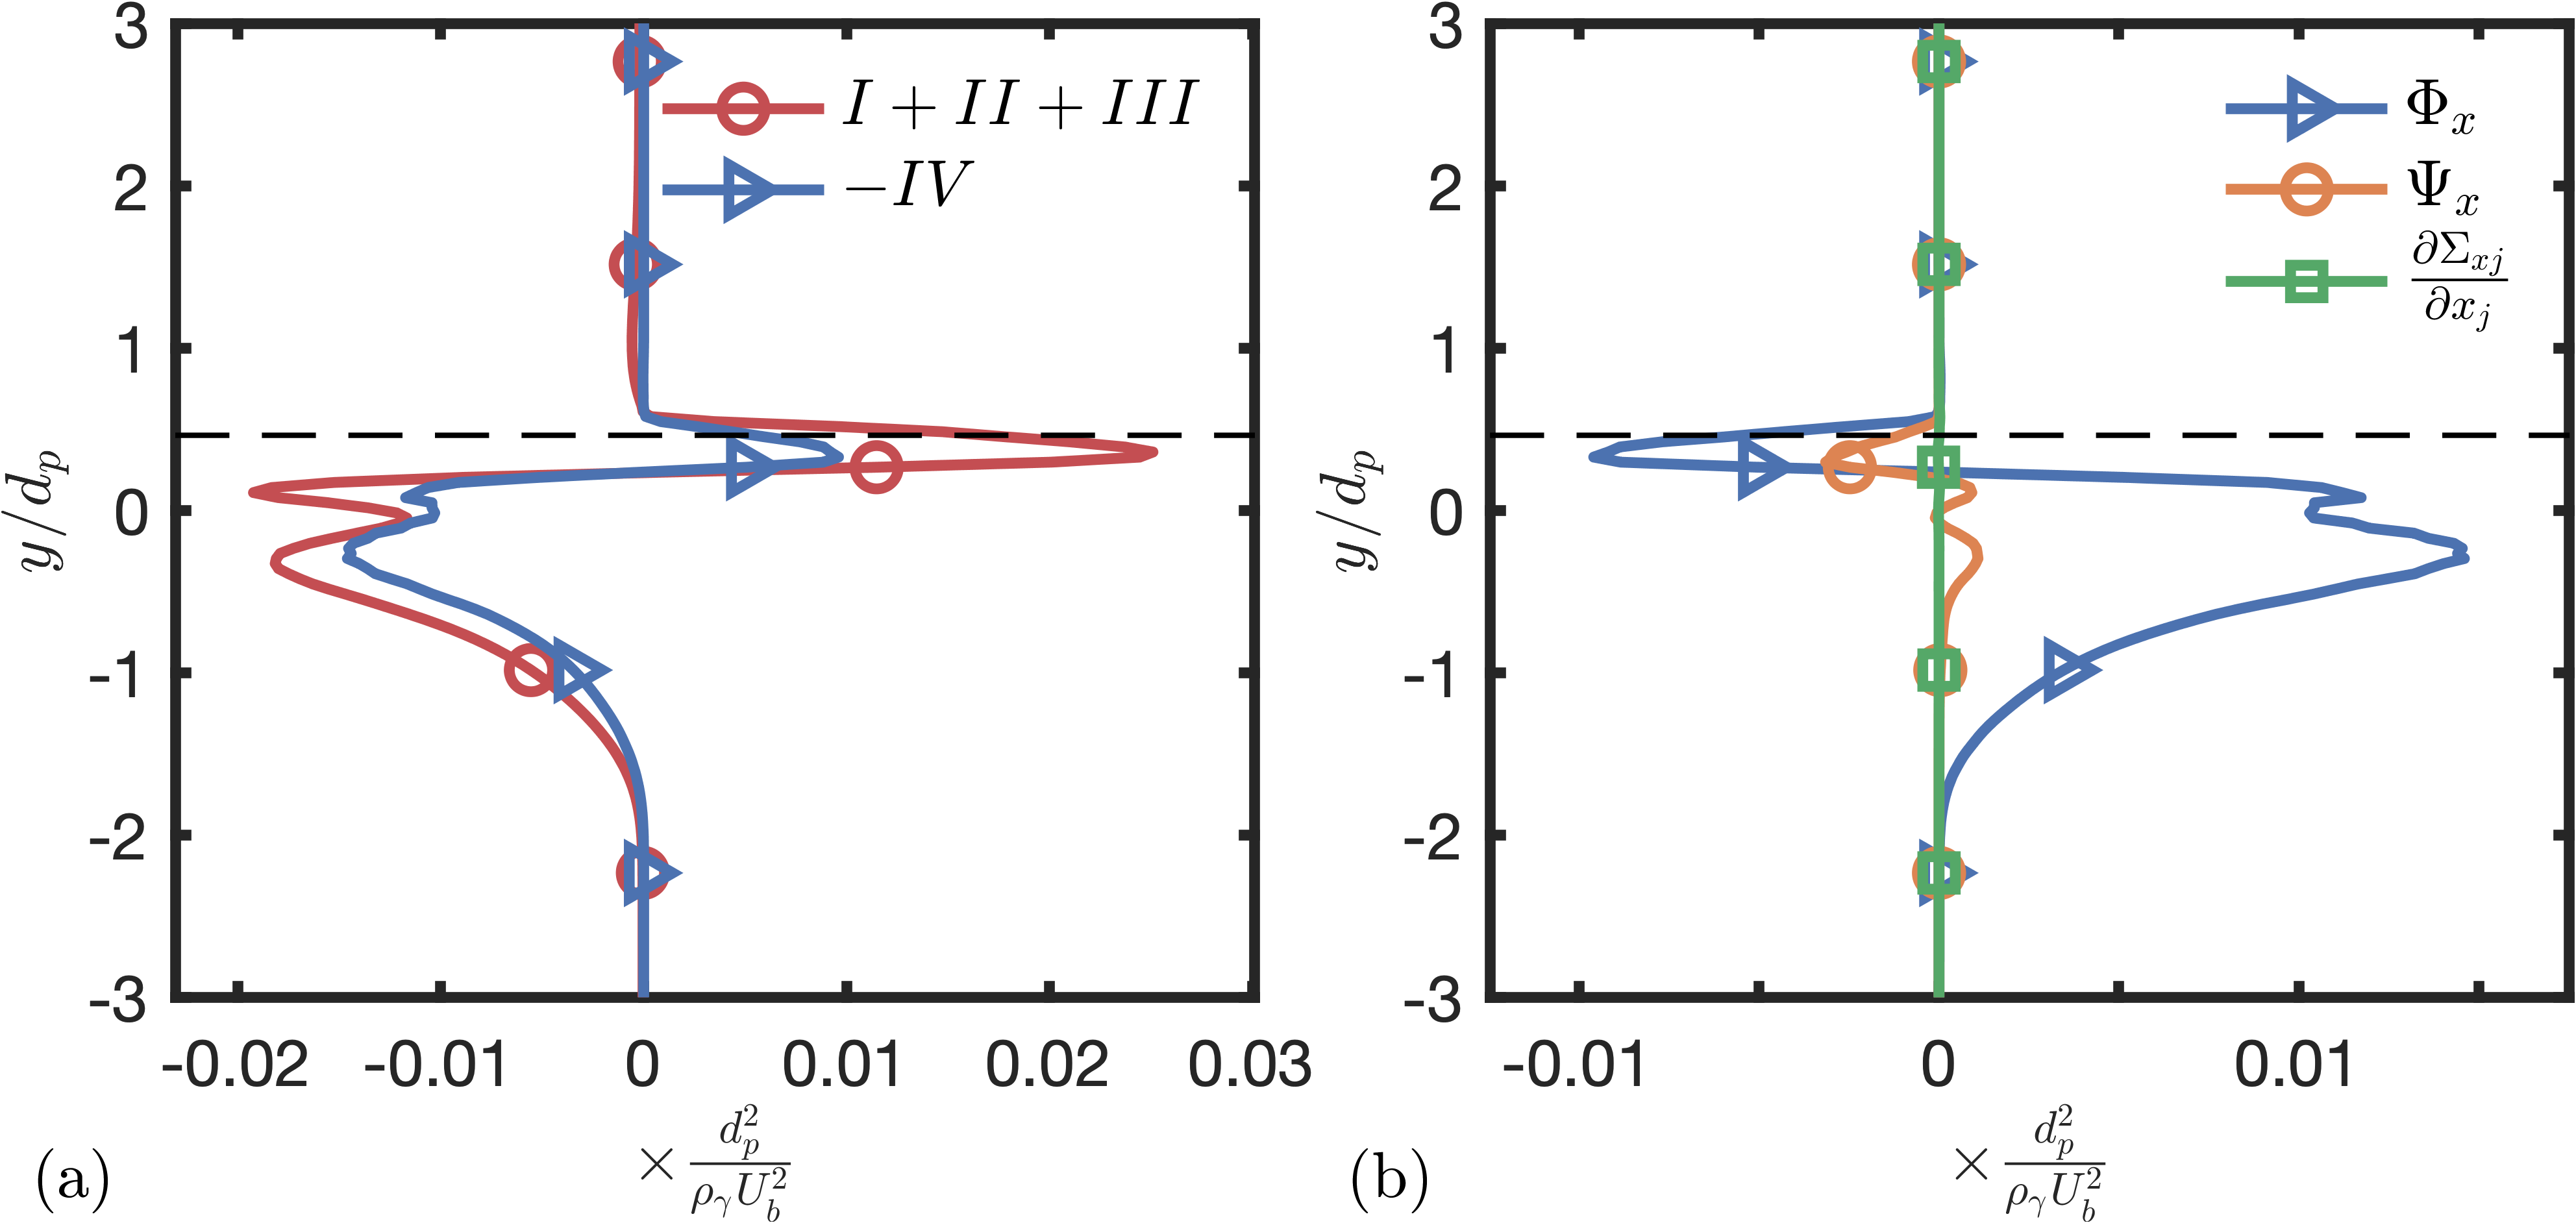 3
2
1
0
-1
-2
-3
y/d_p
-0.02 -0.01 0 0.01 0.02 0.03
× d_p^2 / ρ_γ U_b^2
I + II + III
−IV
(a)
3
2
1
0
-1
-2
-3
y/d_p
-0.01 0 0.01
× d_p^2 / ρ_γ U_b^2
Φ_x
Ψ_x
∂Σ_{xj} / ∂x_j
(b)